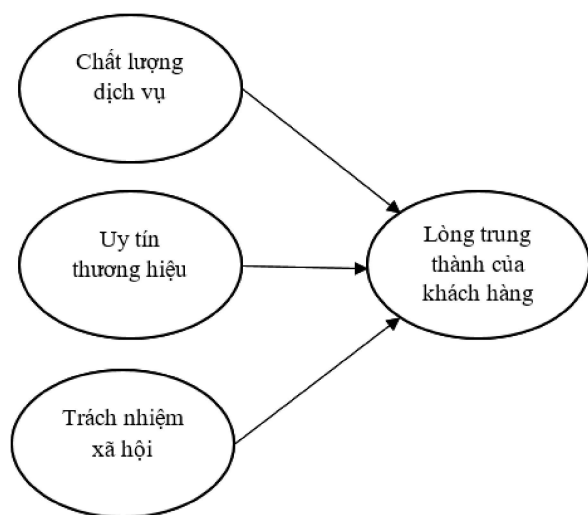 Chất lượng
dịch vụ
Uy tín
thương hiệu
Lòng trung
thành của
khách hàng
Trách nhiệm
xã hội